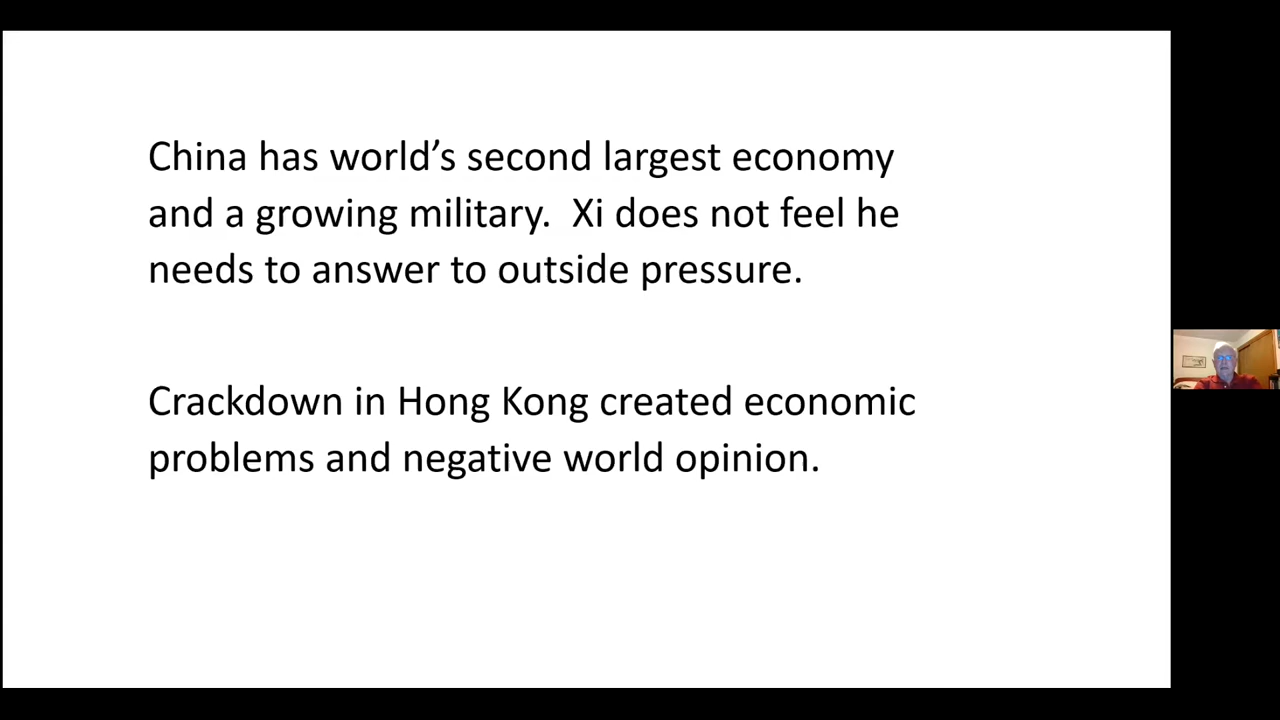 China has world’s second largest economy
and a growing military.  Xi does not feel he
needs to answer to outside pressure.
Crackdown in Hong Kong created economic
problems and negative world opinion.